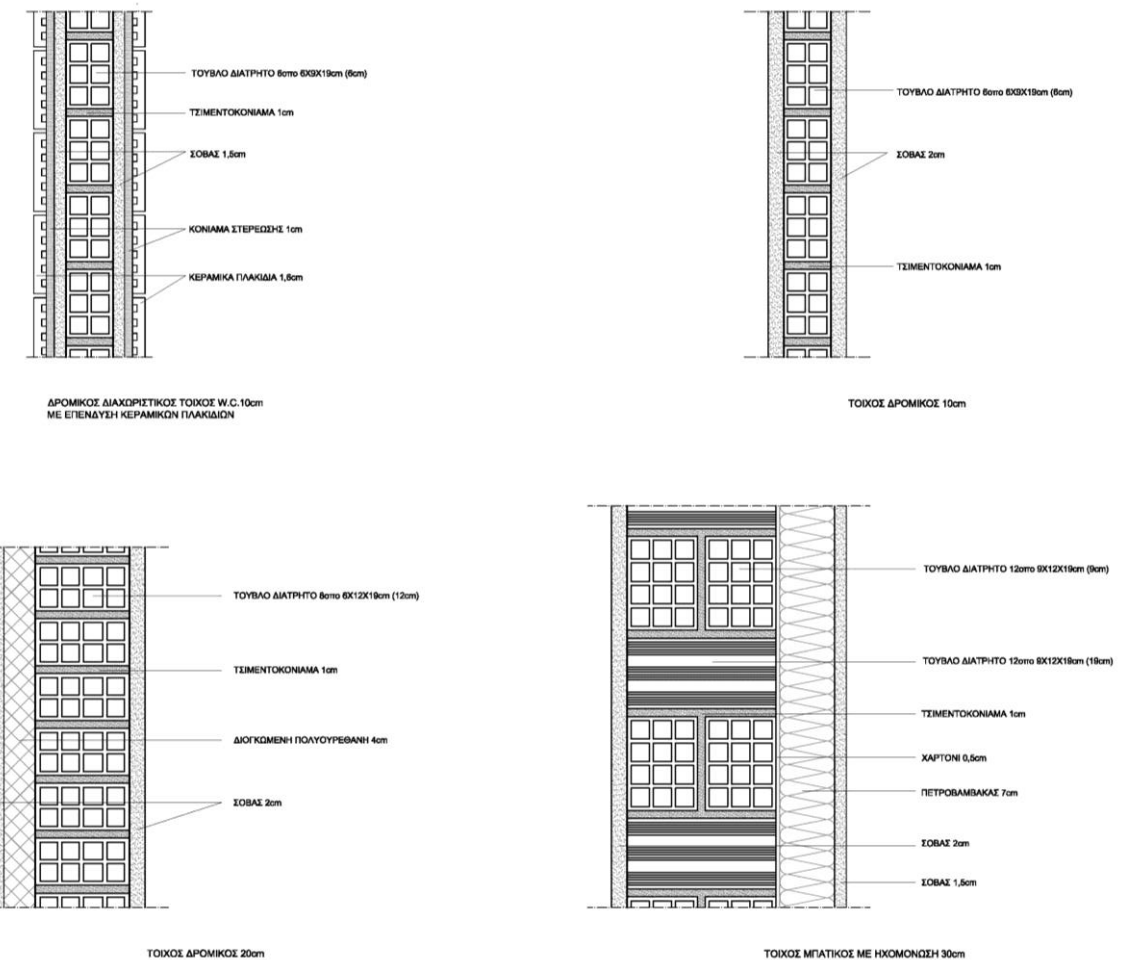 ΤΟΥΒΛΟ ΔΙΑΤΡΗΤΟ 6οπο 6Χ9Χ19cm (6cm)
ΤΣΙΜΕΝΤΟΚΟΝΙΑΜΑ 1cm
ΣΟΒΑΣ 1,5cm
ΚΟΝΙΑΜΑ ΣΤΕΡΕΩΣΗΣ 1cm
ΚΕΡΑΜΙΚΑ ΠΛΑΚΙΔΙΑ 1,5cm
ΔΡΟΜΙΚΟΣ ΔΙΑΧΩΡΙΣΤΙΚΟΣ ΤΟΙΧΟΣ W.C.10cm
ΜΕ ΕΠΕΝΔΥΣΗ ΚΕΡΑΜΙΚΩΝ ΠΛΑΚΙΔΙΩΝ
ΤΟΥΒΛΟ ΔΙΑΤΡΗΤΟ 6οπο 6Χ9Χ19cm (6cm)
ΣΟΒΑΣ 2cm
ΤΣΙΜΕΝΤΟΚΟΝΙΑΜΑ 1cm
ΤΟΙΧΟΣ ΔΡΟΜΙΚΟΣ 10cm
ΤΟΥΒΛΟ ΔΙΑΤΡΗΤΟ 8οπο 6Χ12Χ19cm (12cm)
ΤΣΙΜΕΝΤΟΚΟΝΙΑΜΑ 1cm
ΔΙΟΓΚΩΜΕΝΗ ΠΟΛΥΟΥΡΕΘΑΝΗ 4cm
ΣΟΒΑΣ 2cm
ΤΟΙΧΟΣ ΔΡΟΜΙΚΟΣ 20cm
ΤΟΥΒΛΟ ΔΙΑΤΡΗΤΟ 12οπο 9Χ12Χ19cm (9cm)
ΤΟΥΒΛΟ ΔΙΑΤΡΗΤΟ 12οπο 9Χ12Χ19cm (19cm)
ΤΣΙΜΕΝΤΟΚΟΝΙΑΜΑ 1cm
ΧΑΡΤΟΝΙ 0,5cm
ΠΕΤΡΟΒΑΜΒΑΚΑΣ 7cm
ΣΟΒΑΣ 2cm
ΣΟΒΑΣ 1,5cm
ΤΟΙΧΟΣ ΜΠΑΤΙΚΟΣ ΜΕ ΗΧΟΜΟΝΩΣΗ 30cm